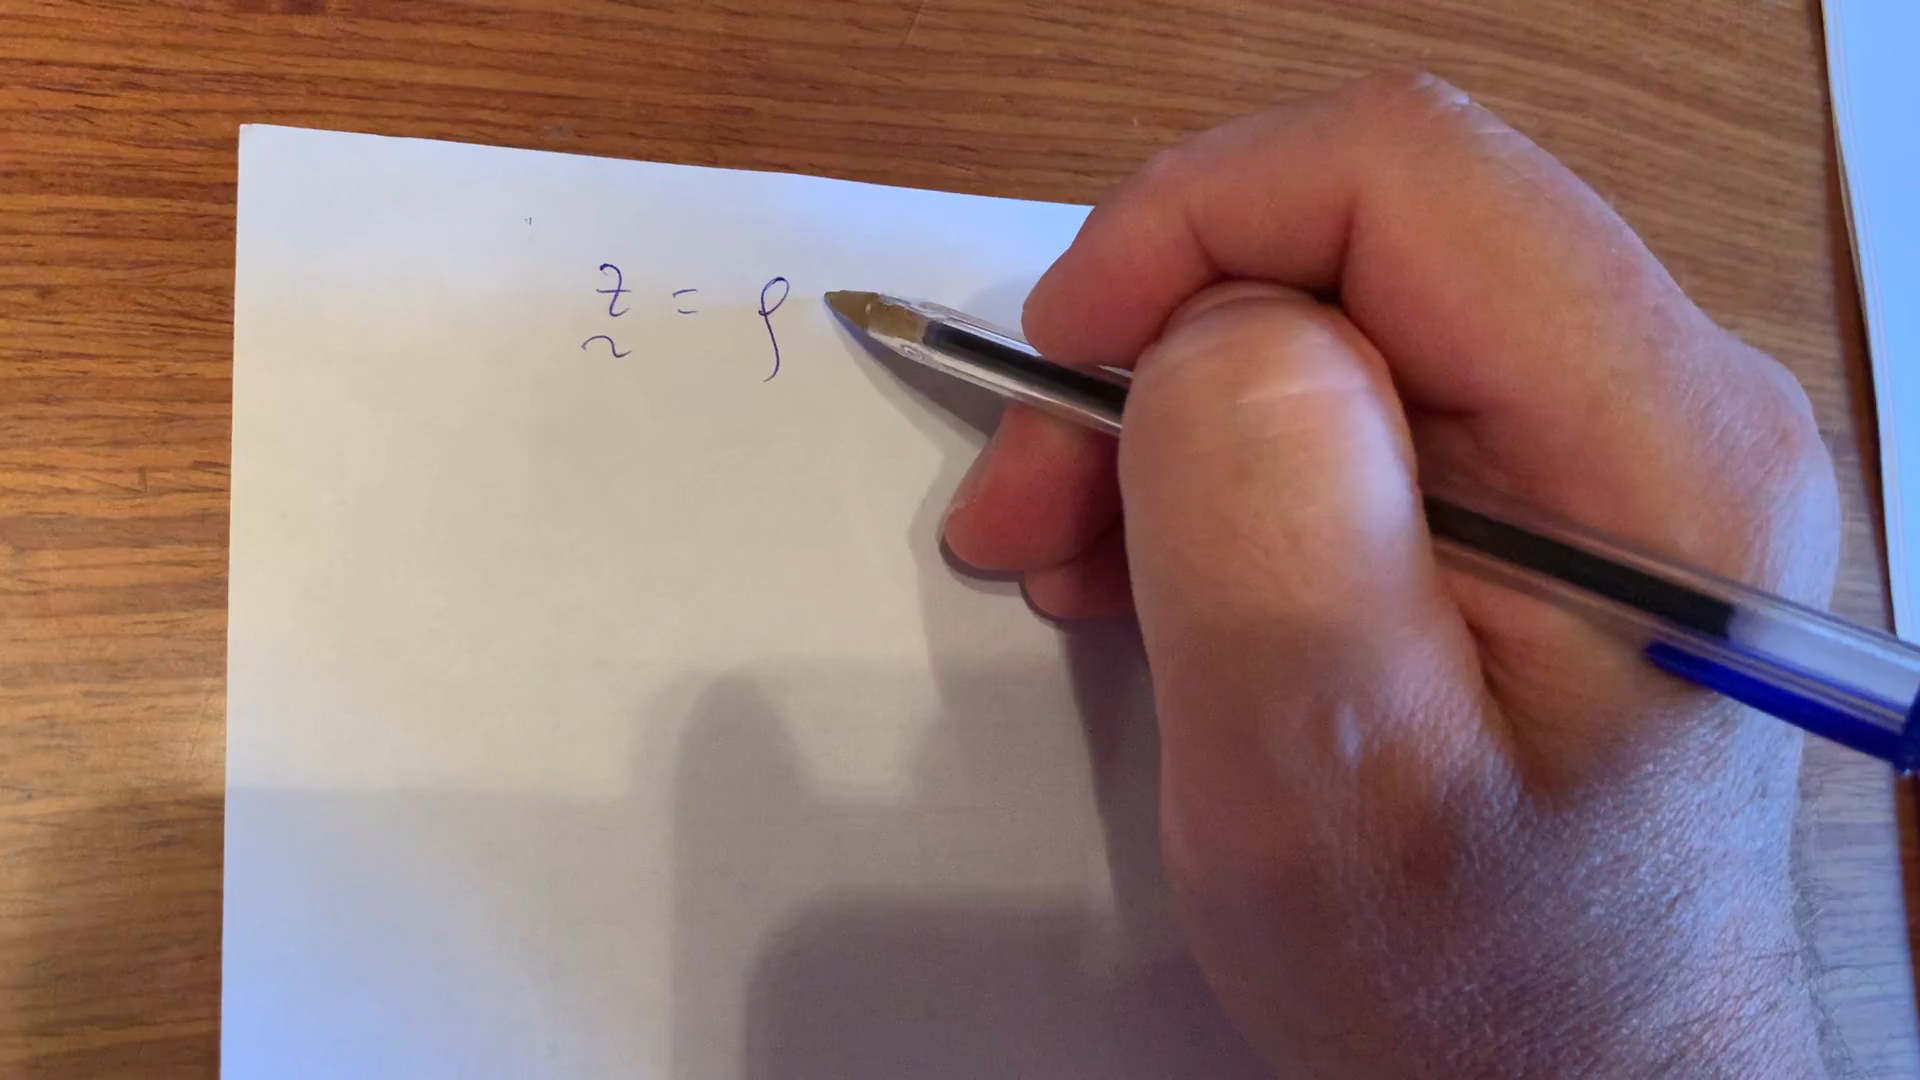 z̰ = ρ